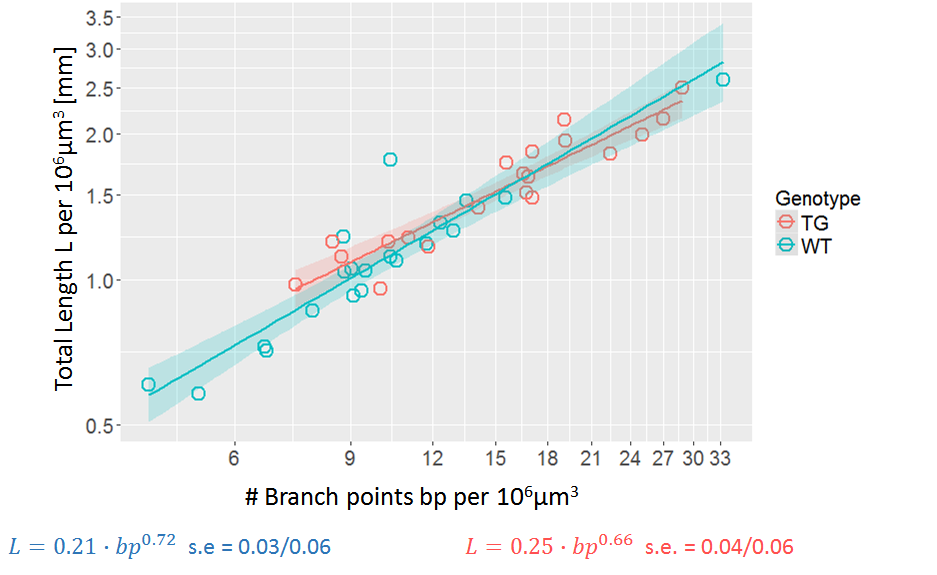 Total Length L per 10⁶μm³ [mm]
3.5
3.0
2.5
2.0
1.5
1.0
0.5
6 9 12 15 18 21 24 27 30 33
# Branch points bp per 10⁶μm³
Genotype
TG
WT
L = 0.21 · bp^0.72 s.e = 0.03/0.06
L = 0.25 · bp^0.66 s.e. = 0.04/0.06